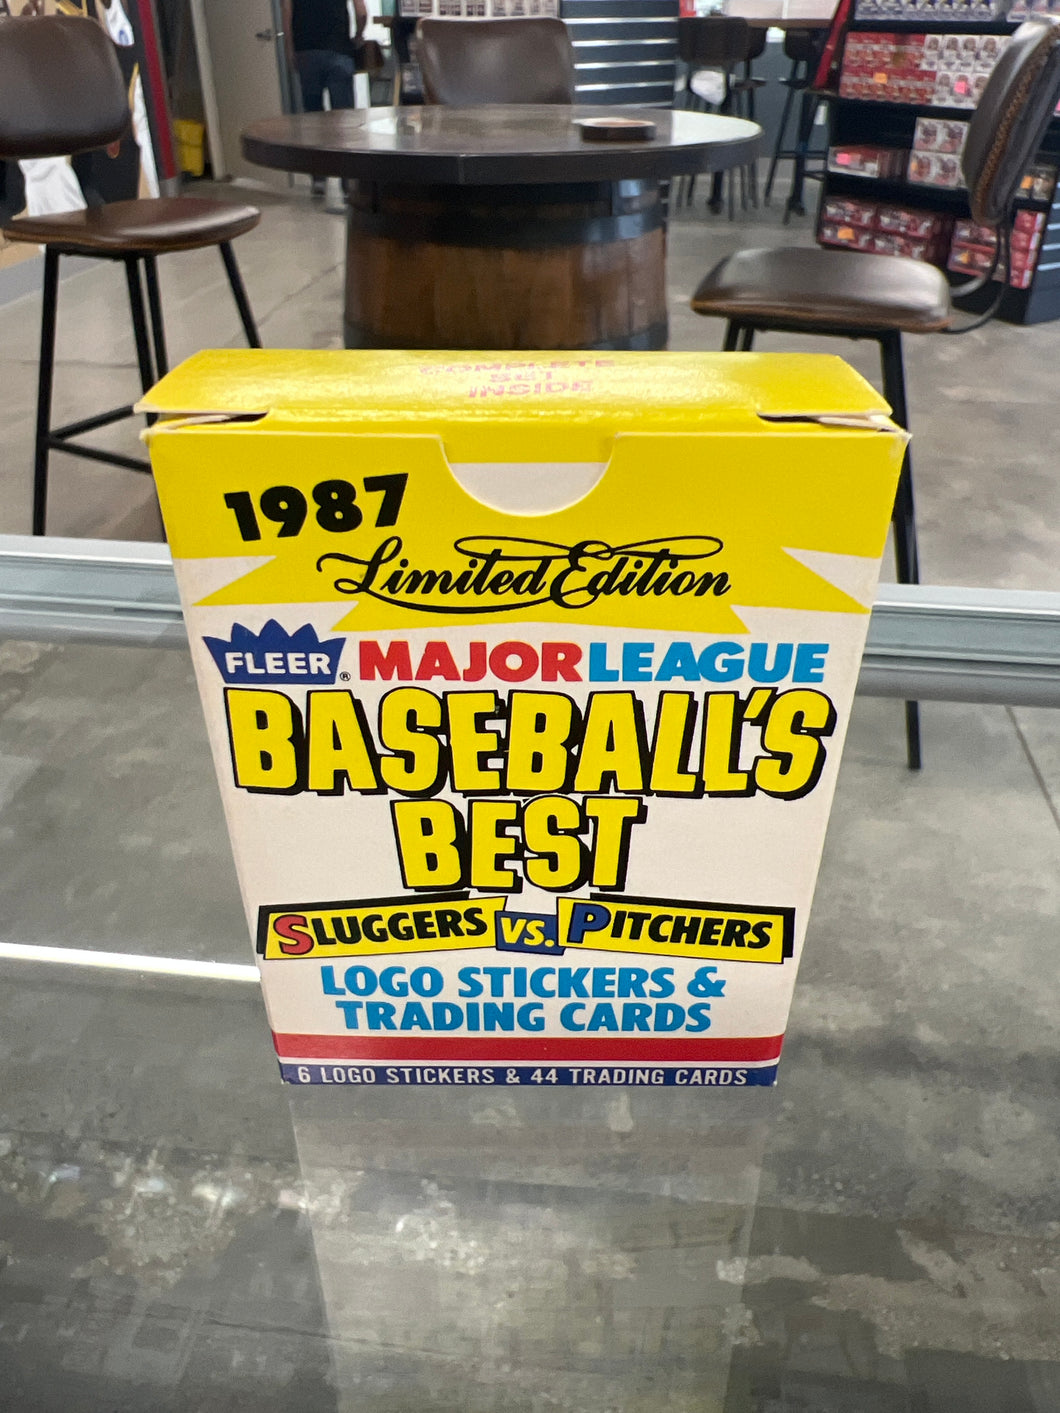 COMPLETE
SET
INSIDE
1987
Limited Edition
FLEER® MAJOR LEAGUE
BASEBALL'S
BEST
SLUGGERS VS. PITCHERS
LOGO STICKERS &
TRADING CARDS
6 LOGO STICKERS & 44 TRADING CARDS